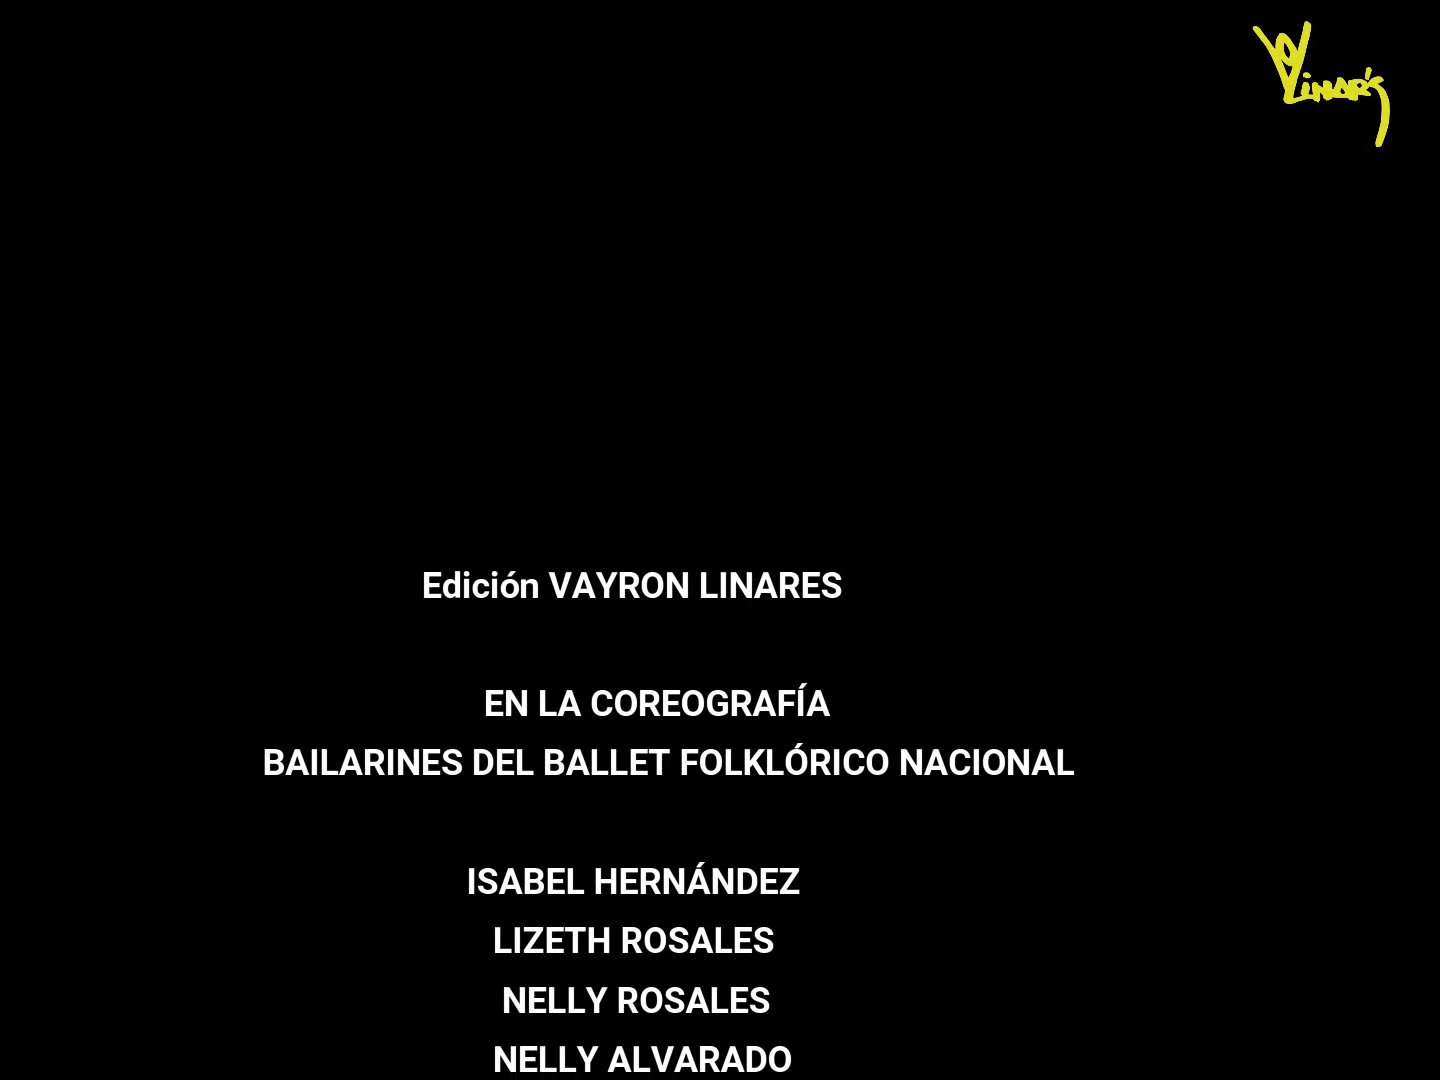 Linar's
Edición VAYRON LINARES
EN LA COREOGRAFÍA
BAILARINES DEL BALLET FOLKLÓRICO NACIONAL
ISABEL HERNÁNDEZ
LIZETH ROSALES
NELLY ROSALES
NELLY ALVARADO